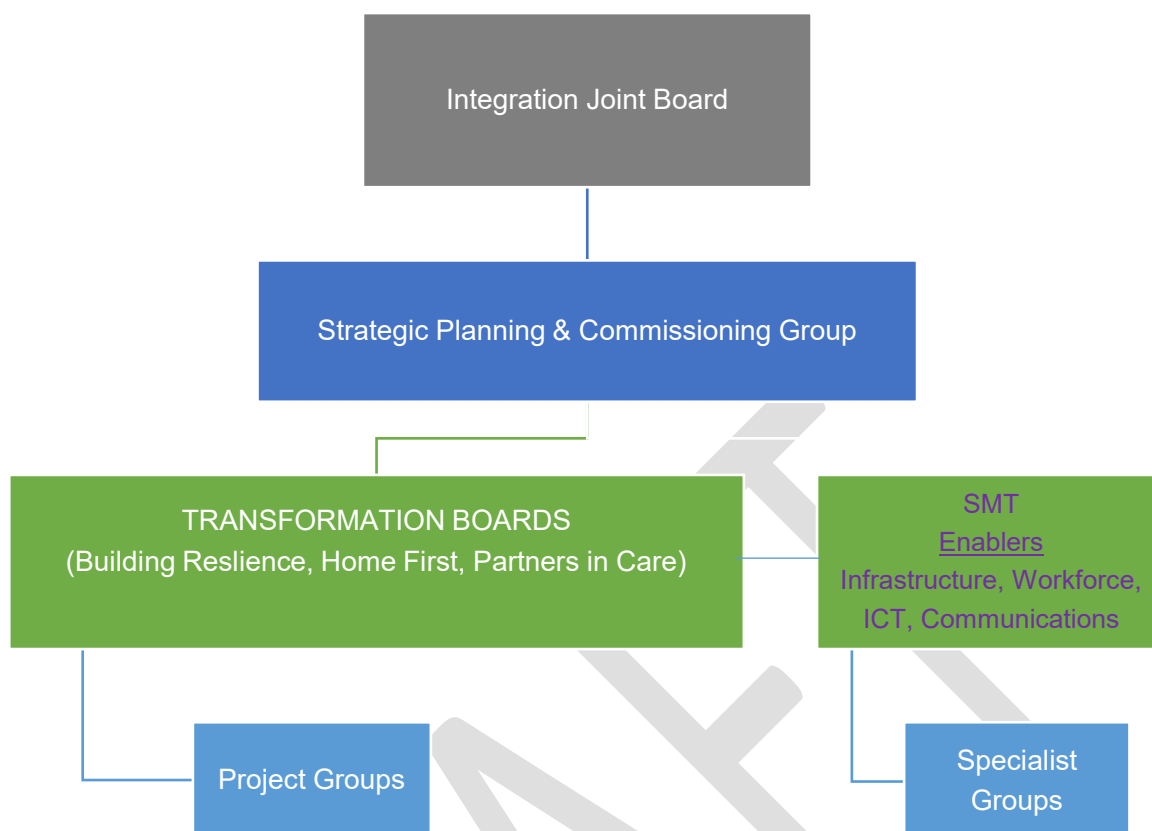 Integration Joint Board
Strategic Planning & Commissioning Group
TRANSFORMATION BOARDS
(Building Reslience, Home First, Partners in Care)
SMT
Enablers
Infrastructure, Workforce,
ICT, Communications
Project Groups
Specialist
Groups